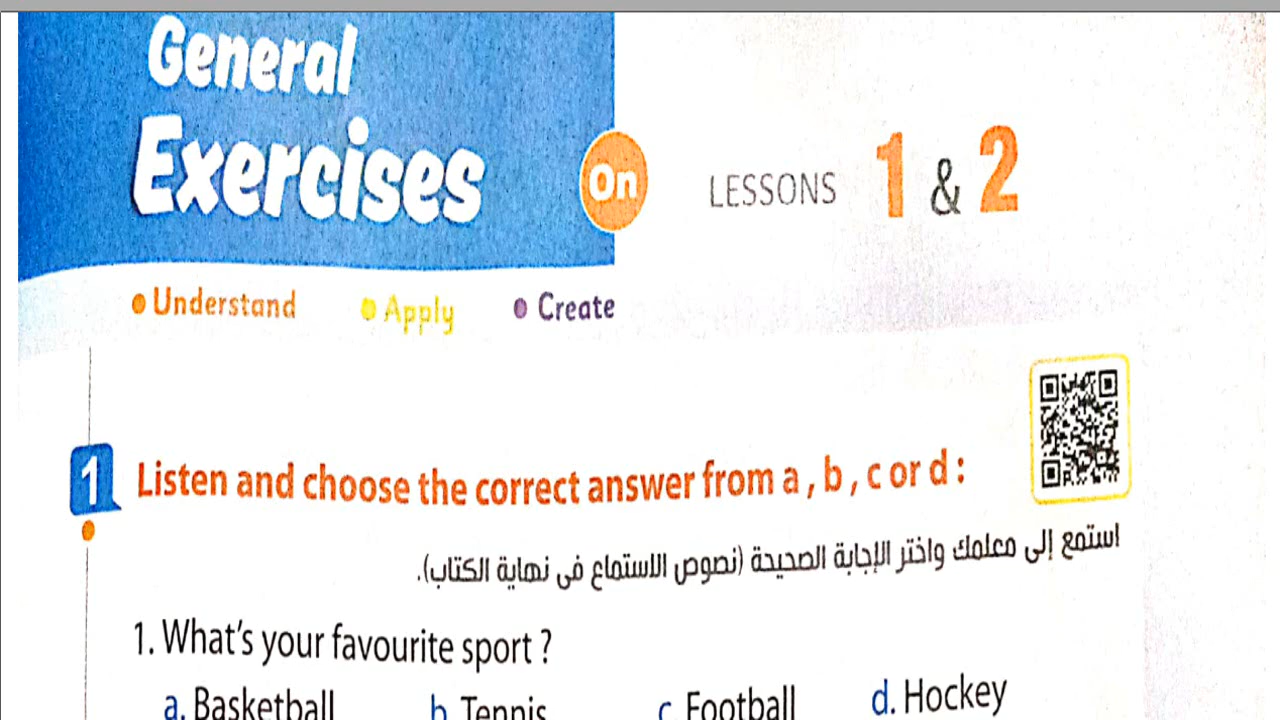 General
Exercises
On
LESSONS 1 & 2
Understand Apply Create
1 Listen and choose the correct answer from a , b , c or d :
استمع إلى معلمك واختر الإجابة الصحيحة (نصوص الاستماع فى نهاية الكتاب).
1. What's your favourite sport ?
a. Basketball b. Tennis c. Football d. Hockey